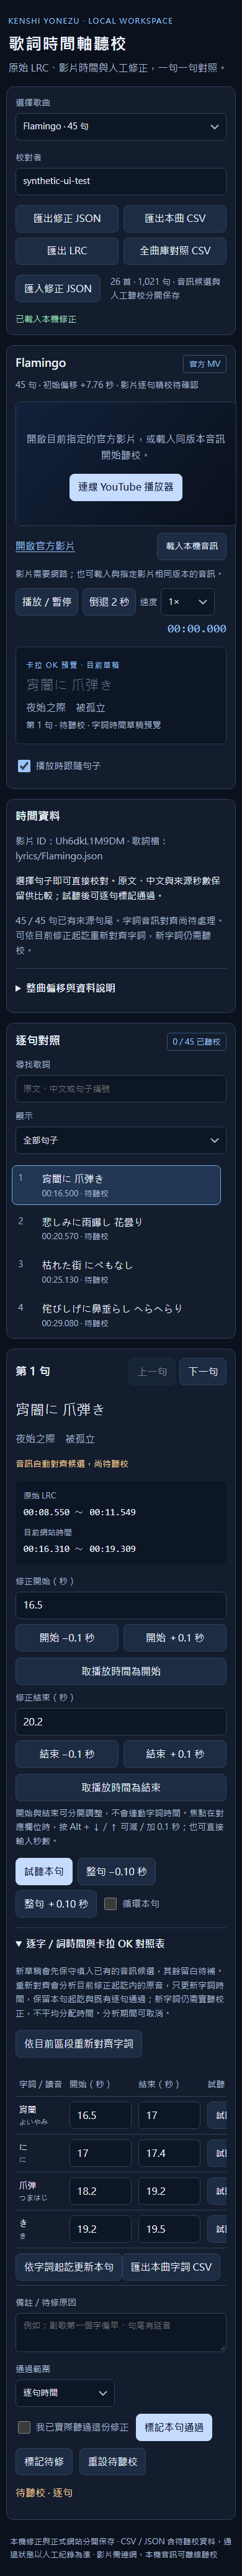 KENSHI YONEZU · LOCAL WORKSPACE
歌詞時間軸聽校
原始 LRC、影片時間與人工修正，一句一句對照。
選擇歌曲
Flamingo · 45 句
校對者
synthetic-ui-test
匯出修正 JSON
匯出本曲 CSV
匯出 LRC
全曲庫對照 CSV
匯入修正 JSON
26 首 · 1,021 句 · 音訊候選與
人工聽校分開保存
已載入本機修正
Flamingo
官方 MV
45 句 · 初始偏移 +7.76 秒 · 影片逐句精校待確認
開啟目前指定的官方影片，或載入同版本音訊
開始聽校。
連線 YouTube 播放器
開啟官方影片
載入本機音訊
影片需要網路；也可載入與指定影片相同版本的音訊。
播放 / 暫停
倒退 2 秒
速度
1×
00:00.000
卡拉 OK 預覽 · 目前草稿
宵闇に 爪弾き
夜始之際　被孤立
第 1 句 · 待聽校 · 字詞時間草稿預覽
播放時跟隨句子
時間資料
影片 ID：Uh6dkL1M9DM · 歌詞檔：
lyrics/Flamingo.json
選擇句子即可直接校對。原文、中文與來源秒數保
留供比較；試聽後可逐句標記通過。
45 / 45 句已有來源句尾。字詞音訊對齊尚待處理。
可依目前修正起訖重新對齊字詞，新字詞仍需聽
校。
▶ 整曲偏移與資料說明
逐句對照
0 / 45 已聽校
尋找歌詞
原文、中文或句子編號
顯示
全部句子
1
宵闇に 爪弾き
00:16.500 · 待聽校
2
悲しみに雨曝し 花曇り
00:20.570 · 待聽校
3
枯れた街 にべもなし
00:25.130 · 待聽校
4
侘びしげに鼻垂らし へらへらり
00:29.080 · 待聽校
第 1 句
上一句
下一句
宵闇に 爪弾き
夜始之際　被孤立
音訊自動對齊候選，尚待聽校
原始 LRC
00:08.550 ～ 00:11.549
目前網站時間
00:16.310 ～ 00:19.309
修正開始（秒）
16.5
開始 −0.1 秒
開始 ＋0.1 秒
取播放時間為開始
修正結束（秒）
20.2
結束 −0.1 秒
結束 ＋0.1 秒
取播放時間為結束
開始與結束可分開調整，不會連動字詞時間。焦點在對
應欄位時，按 Alt + ↓ / ↑ 可減 / 加 0.1 秒；也可直接
輸入秒數。
試聽本句
整句 −0.10 秒
整句 ＋0.10 秒
循環本句
▼ 逐字 / 詞時間與卡拉 OK 對照表
新草稿會先保守填入已有的音訊候選，其餘留白待補。
重新對齊會分析目前修正起訖內的原音，只更新字詞時
間，保留本句起訖與既有逐句通過；新字詞仍需實聽校
正，不平均分配時間。分析期間可取消。
依目前區段重新對齊字詞
字詞 / 讀音
開始（秒）
結束（秒）
試聽
宵闇
よいやみ
16.5
17
に
に
17
17.4
爪弾
つまはじ
18.2
19.2
き
き
19.2
19.5
依字詞起訖更新本句
匯出本曲字詞 CSV
備註 / 待修原因
例如：副歌第一個字偏早、句尾有延音
通過範圍
逐句時間
我已實際聽過這份修正
標記本句通過
標記待修
重設待聽校
待聽校 · 逐句
本機修正與正式網站分開保存 · CSV / JSON 含待聽校資料，通
過狀態以人工紀錄為準 · 影片需連網，本機音訊可離線聽校